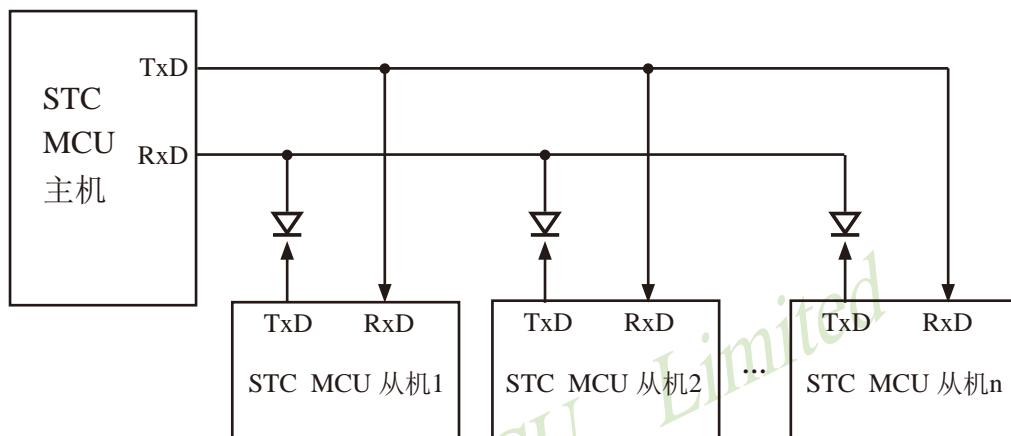 TxD
STC
MCU
RxD
主机
TxD RxD
STC MCU 从机1
TxD RxD
STC MCU 从机2
...
TxD RxD
STC MCU 从机n
MCU Limited